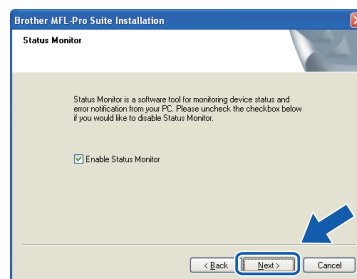 Brother MFL-Pro Suite Installation
Status Monitor
Status Monitor is a software tool for monitoring device status and
error notification from your PC. Please uncheck the checkbox below
if you would like to disable Status Monitor.
Enable Status Monitor
< Back
Next >
Cancel